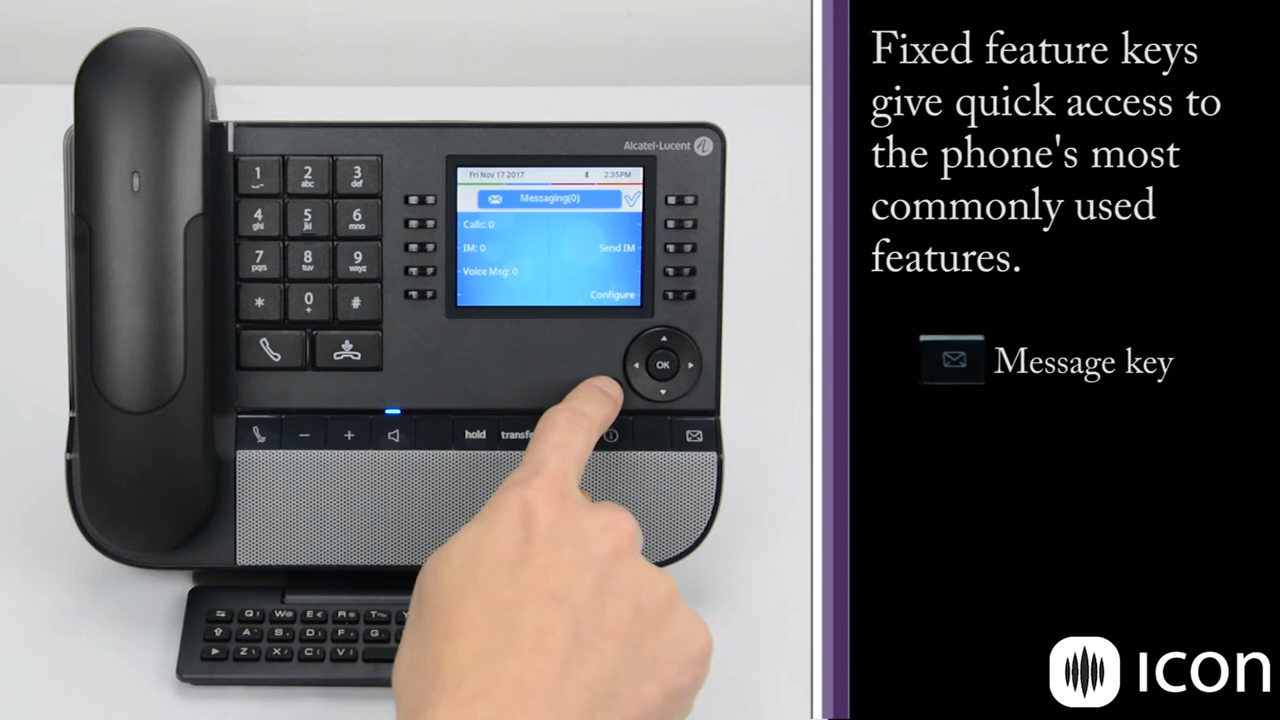 Fixed feature keys
give quick access to
the phone's most
commonly used
features.
Message key
icon
Alcatel-Lucent
Fri Nov 17 2017 2:35PM
Messaging(0)
Calls: 0
IM: 0 Send IM
Voice Msg: 0
Configure
1 2 abc 3 def
4 ghi 5 jkl 6 mno
7 pqrs 8 tuv 9 wxyz
* 0 + #
OK
− + hold
Q W E R T
A S D F G
Z X C V